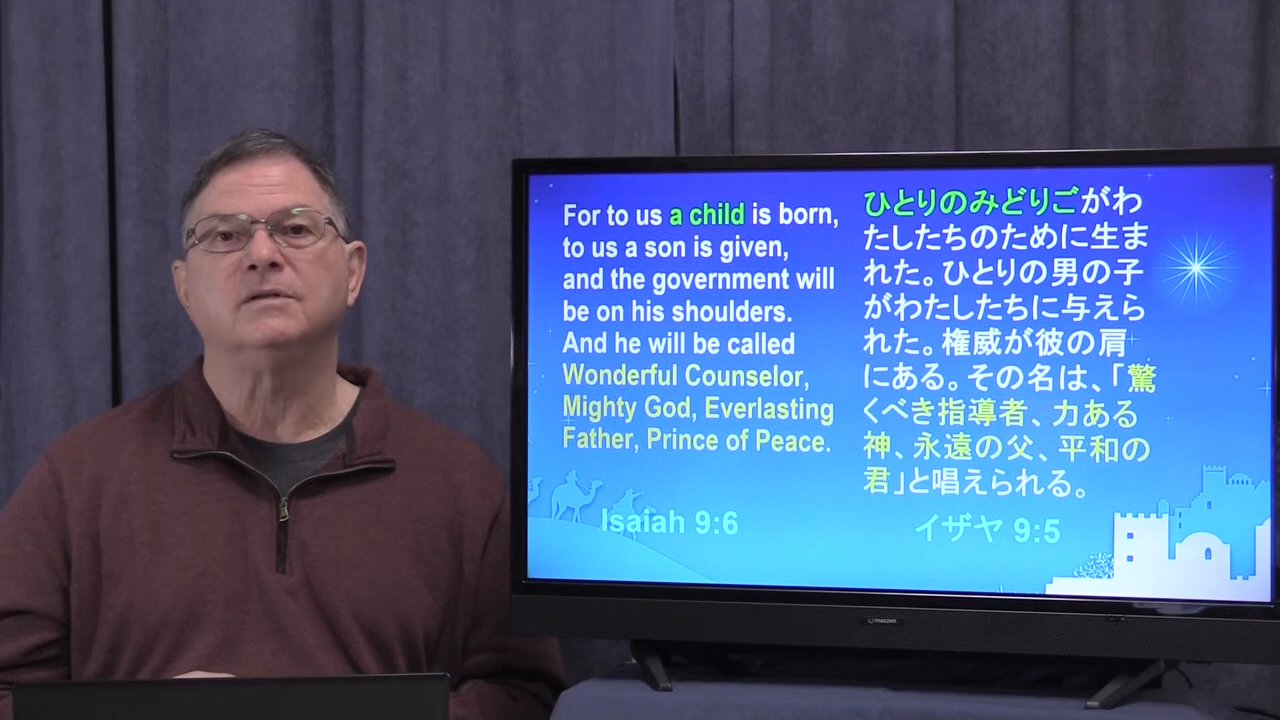 For to us a child is born,
to us a son is given,
and the government will
be on his shoulders.
And he will be called
Wonderful Counselor,
Mighty God, Everlasting
Father, Prince of Peace.
Isaiah 9:6
ひとりのみどりごがわ
たしたちのために生ま
れた。ひとりの男の子
がわたしたちに与えら
れた。権威が彼の肩
にある。その名は、「驚
くべき指導者、力ある
神、永遠の父、平和の
君」と唱えられる。
イザヤ 9:5
maxzen